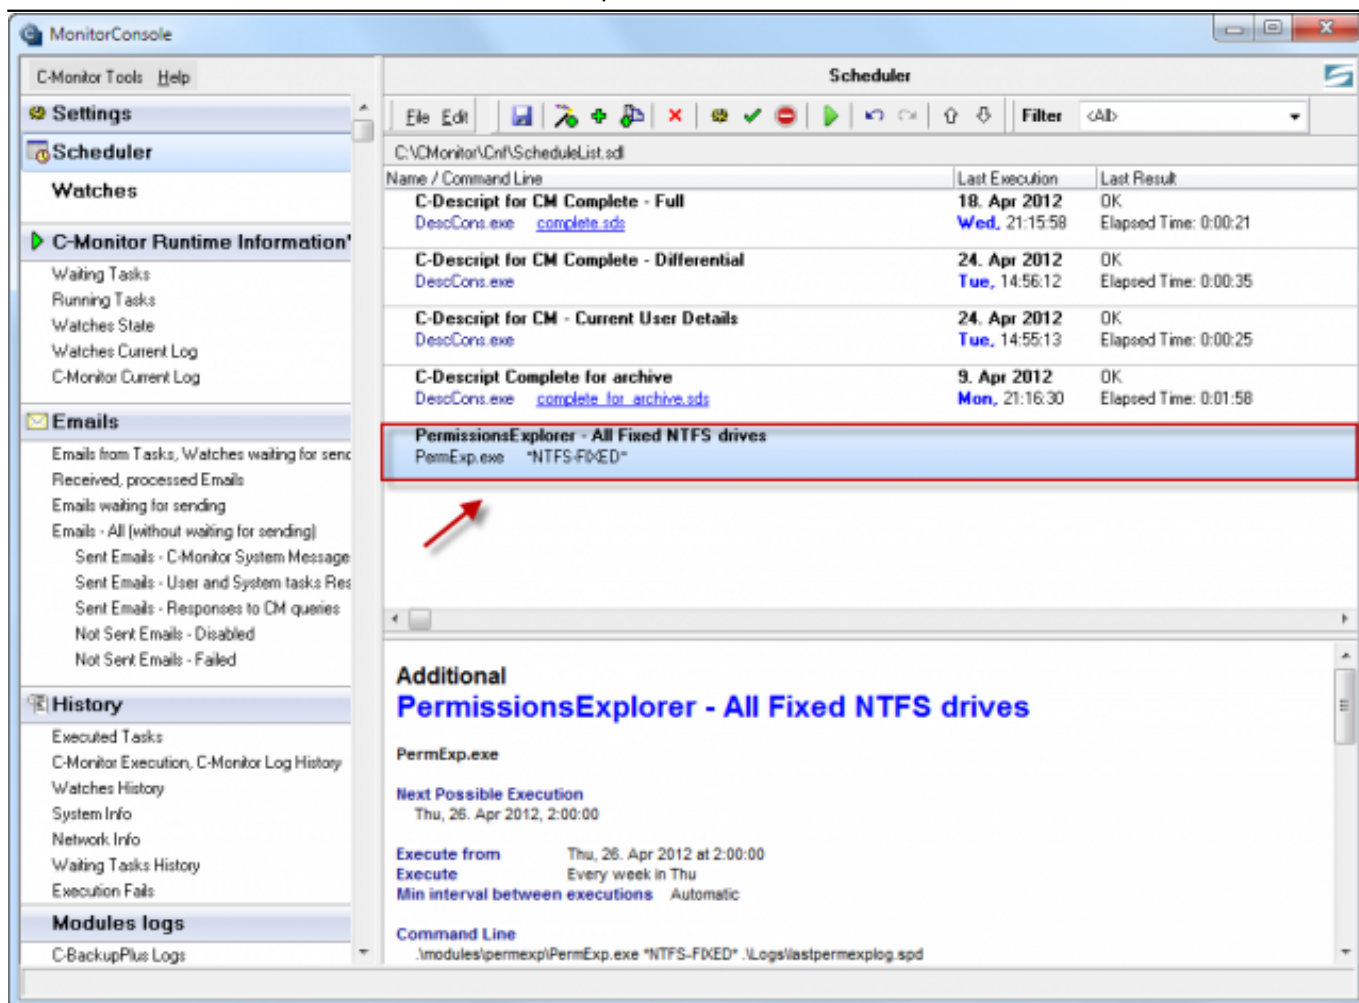 MonitorConsole
C-Monitor Tools Help
Scheduler
Settings
File Edit
Filter <All>
Scheduler
C:\CMonitor\Cnf\ScheduleList.sdl
Watches
Name / Command Line Last Execution Last Result
C-Descript for CM Complete - Full 18. Apr 2012 OK
DescCons.exe complete.sds Wed, 21:15:58 Elapsed Time: 0:00:21
C-Descript for CM Complete - Differential 24. Apr 2012 OK
DescCons.exe Tue, 14:56:12 Elapsed Time: 0:00:35
C-Descript for CM - Current User Details 24. Apr 2012 OK
DescCons.exe Tue, 14:55:13 Elapsed Time: 0:00:25
C-Descript Complete for archive 9. Apr 2012 OK
DescCons.exe complete_for_archive.sds Mon, 21:16:30 Elapsed Time: 0:01:58
PermissionsExplorer - All Fixed NTFS drives
PermExp.exe *NTFS-FIXED*
C-Monitor Runtime Information"
Waiting Tasks
Running Tasks
Watches State
Watches Current Log
C-Monitor Current Log
Emails
Emails from Tasks, Watches waiting for senc
Received, processed Emails
Emails waiting for sending
Emails - All (without waiting for sending)
Sent Emails - C-Monitor System Message
Sent Emails - User and System tasks Res
Sent Emails - Responses to CM queries
Not Sent Emails - Disabled
Not Sent Emails - Failed
History
Executed Tasks
C-Monitor Execution, C-Monitor Log History
Watches History
System Info
Network Info
Waiting Tasks History
Execution Fails
Modules logs
C-BackupPlus Logs
Additional
PermissionsExplorer - All Fixed NTFS drives
PermExp.exe
Next Possible Execution
Thu, 26. Apr 2012, 2:00:00
Execute from Thu, 26. Apr 2012 at 2:00:00
Execute Every week in Thu
Min interval between executions Automatic
Command Line
.\modules\permexp\PermExp.exe *NTFS-FIXED* .\Logs\lastpermexplog.spd